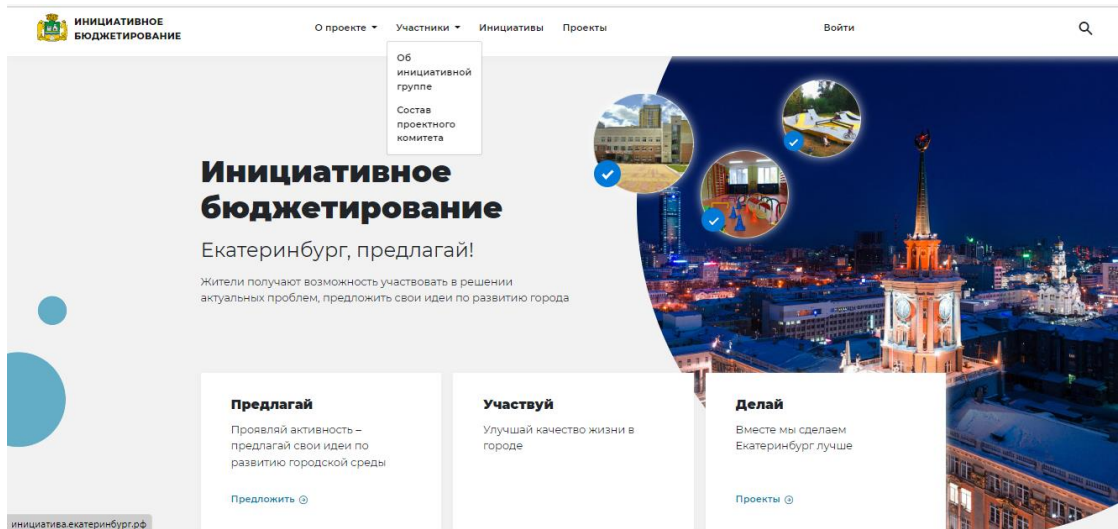 ИНИЦИАТИВНОЕ
БЮДЖЕТИРОВАНИЕ
О проекте
Участники
Инициативы
Проекты
Войти
Об
инициативной
группе
Состав
проектного
комитета
Инициативное
бюджетирование
Екатеринбург, предлагай!
Жители получают возможность участвовать в решении
актуальных проблем, предложить свои идеи по развитию города
Предлагай
Проявляй активность –
предлагай свои идеи по
развитию городской среды
Предложить
Участвуй
Улучшай качество жизни в
городе
Делай
Вместе мы сделаем
Екатеринбург лучше
Проекты
инициатива.екатеринбург.рф